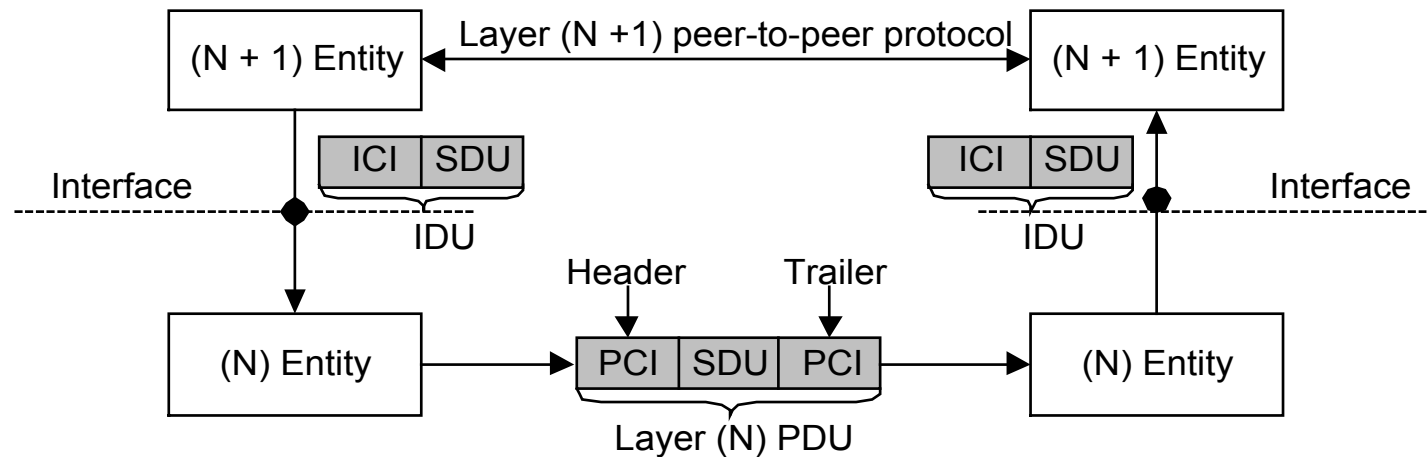 Layer (N +1) peer-to-peer protocol
(N + 1) Entity
(N + 1) Entity
ICI SDU
ICI SDU
Interface
Interface
IDU
IDU
Header
Trailer
(N) Entity
PCI SDU PCI
(N) Entity
Layer (N) PDU